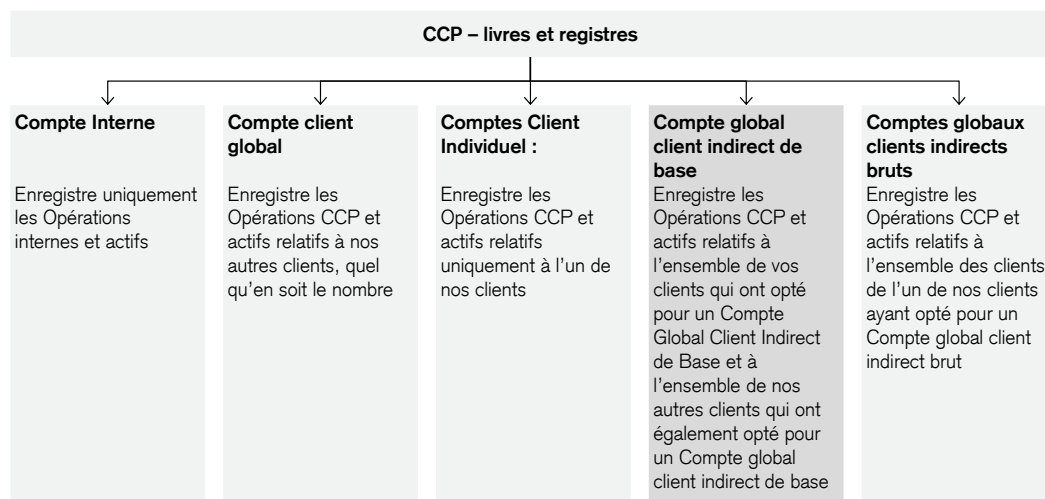 CCP – livres et registres
Compte Interne
Enregistre uniquement
les Opérations
internes et actifs
Compte client
global
Enregistre les
Opérations CCP et
actifs relatifs à nos
autres clients, quel
qu'en soit le nombre
Comptes Client
Individuel :
Enregistre les
Opérations CCP et
actifs relatifs
uniquement à l'un de
nos clients
Compte global
client indirect de
base
Enregistre les
Opérations CCP et
actifs relatifs à
l'ensemble de vos
clients qui ont opté
pour un Compte
Global Client Indirect
de Base et à
l'ensemble de nos
autres clients qui ont
également opté pour
un Compte global
client indirect de base
Comptes globaux
clients indirects
bruts
Enregistre les
Opérations CCP et
actifs relatifs à
l'ensemble des clients
de l'un de nos clients
ayant opté pour un
Compte global client
indirect brut